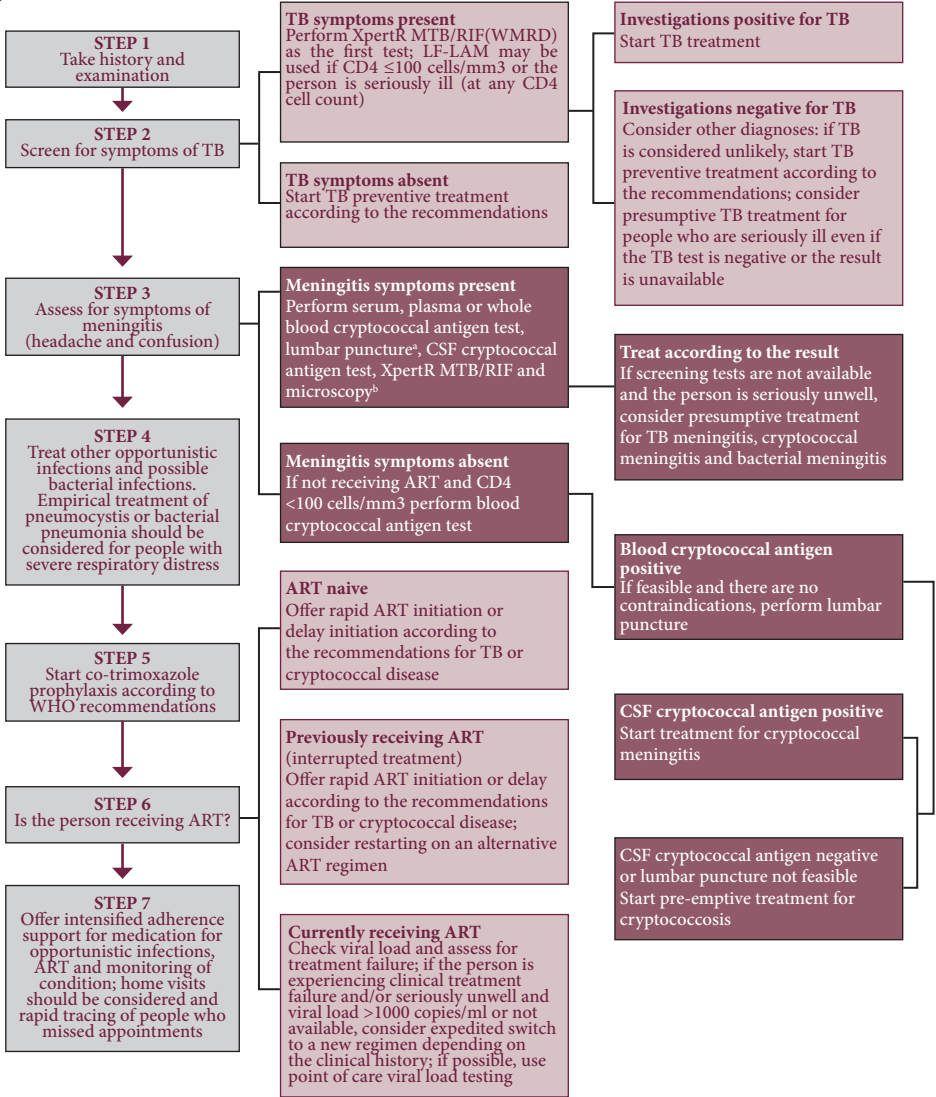 STEP 1
Take history and
examination
STEP 2
Screen for symptoms of TB
TB symptoms present
Perform XpertR MTB/RIF(WMRD)
as the first test; LF-LAM may be
used if CD4 ≤100 cells/mm3 or the
person is seriously ill (at any CD4
cell count)
TB symptoms absent
Start TB preventive treatment
according to the recommendations
Investigations positive for TB
Start TB treatment
Investigations negative for TB
Consider other diagnoses: if TB
is considered unlikely, start TB
preventive treatment according to
the recommendations; consider
presumptive TB treatment for
people who are seriously ill even if
the TB test is negative or the result
is unavailable
STEP 3
Assess for symptoms of
meningitis
(headache and confusion)
Meningitis symptoms present
Perform serum, plasma or whole
blood cryptococcal antigen test,
lumbar punctureᵃ, CSF cryptococcal
antigen test, XpertR MTB/RIF and
microscopyᵇ
Treat according to the result
If screening tests are not available
and the person is seriously unwell,
consider presumptive treatment
for TB meningitis, cryptococcal
meningitis and bacterial meningitis
Meningitis symptoms absent
If not receiving ART and CD4
<100 cells/mm3 perform blood
cryptococcal antigen test
Blood cryptococcal antigen
positive
If feasible and there are no
contraindications, perform lumbar
puncture
CSF cryptococcal antigen positive
Start treatment for cryptococcal
meningitis
CSF cryptococcal antigen negative
or lumbar puncture not feasible
Start pre-emptive treatment for
cryptococcosis
STEP 4
Treat other opportunistic
infections and possible
bacterial infections.
Empirical treatment of
pneumocystis or bacterial
pneumonia should be
considered for people with
severe respiratory distress
STEP 5
Start co-trimoxazole
prophylaxis according to
WHO recommendations
STEP 6
Is the person receiving ART?
ART naive
Offer rapid ART initiation or
delay initiation according to
the recommendations for TB or
cryptococcal disease
Previously receiving ART
(interrupted treatment)
Offer rapid ART initiation or delay
according to the recommendations
for TB or cryptococcal disease;
consider restarting on an alternative
ART regimen
Currently receiving ART
Check viral load and assess for
treatment failure; if the person is
experiencing clinical treatment
failure and/or seriously unwell and
viral load >1000 copies/ml or not
available, consider expedited switch
to a new regimen depending on
the clinical history; if possible, use
point of care viral load testing
STEP 7
Offer intensified adherence
support for medication for
opportunistic infections,
ART and monitoring of
condition; home visits
should be considered and
rapid tracing of people who
missed appointments